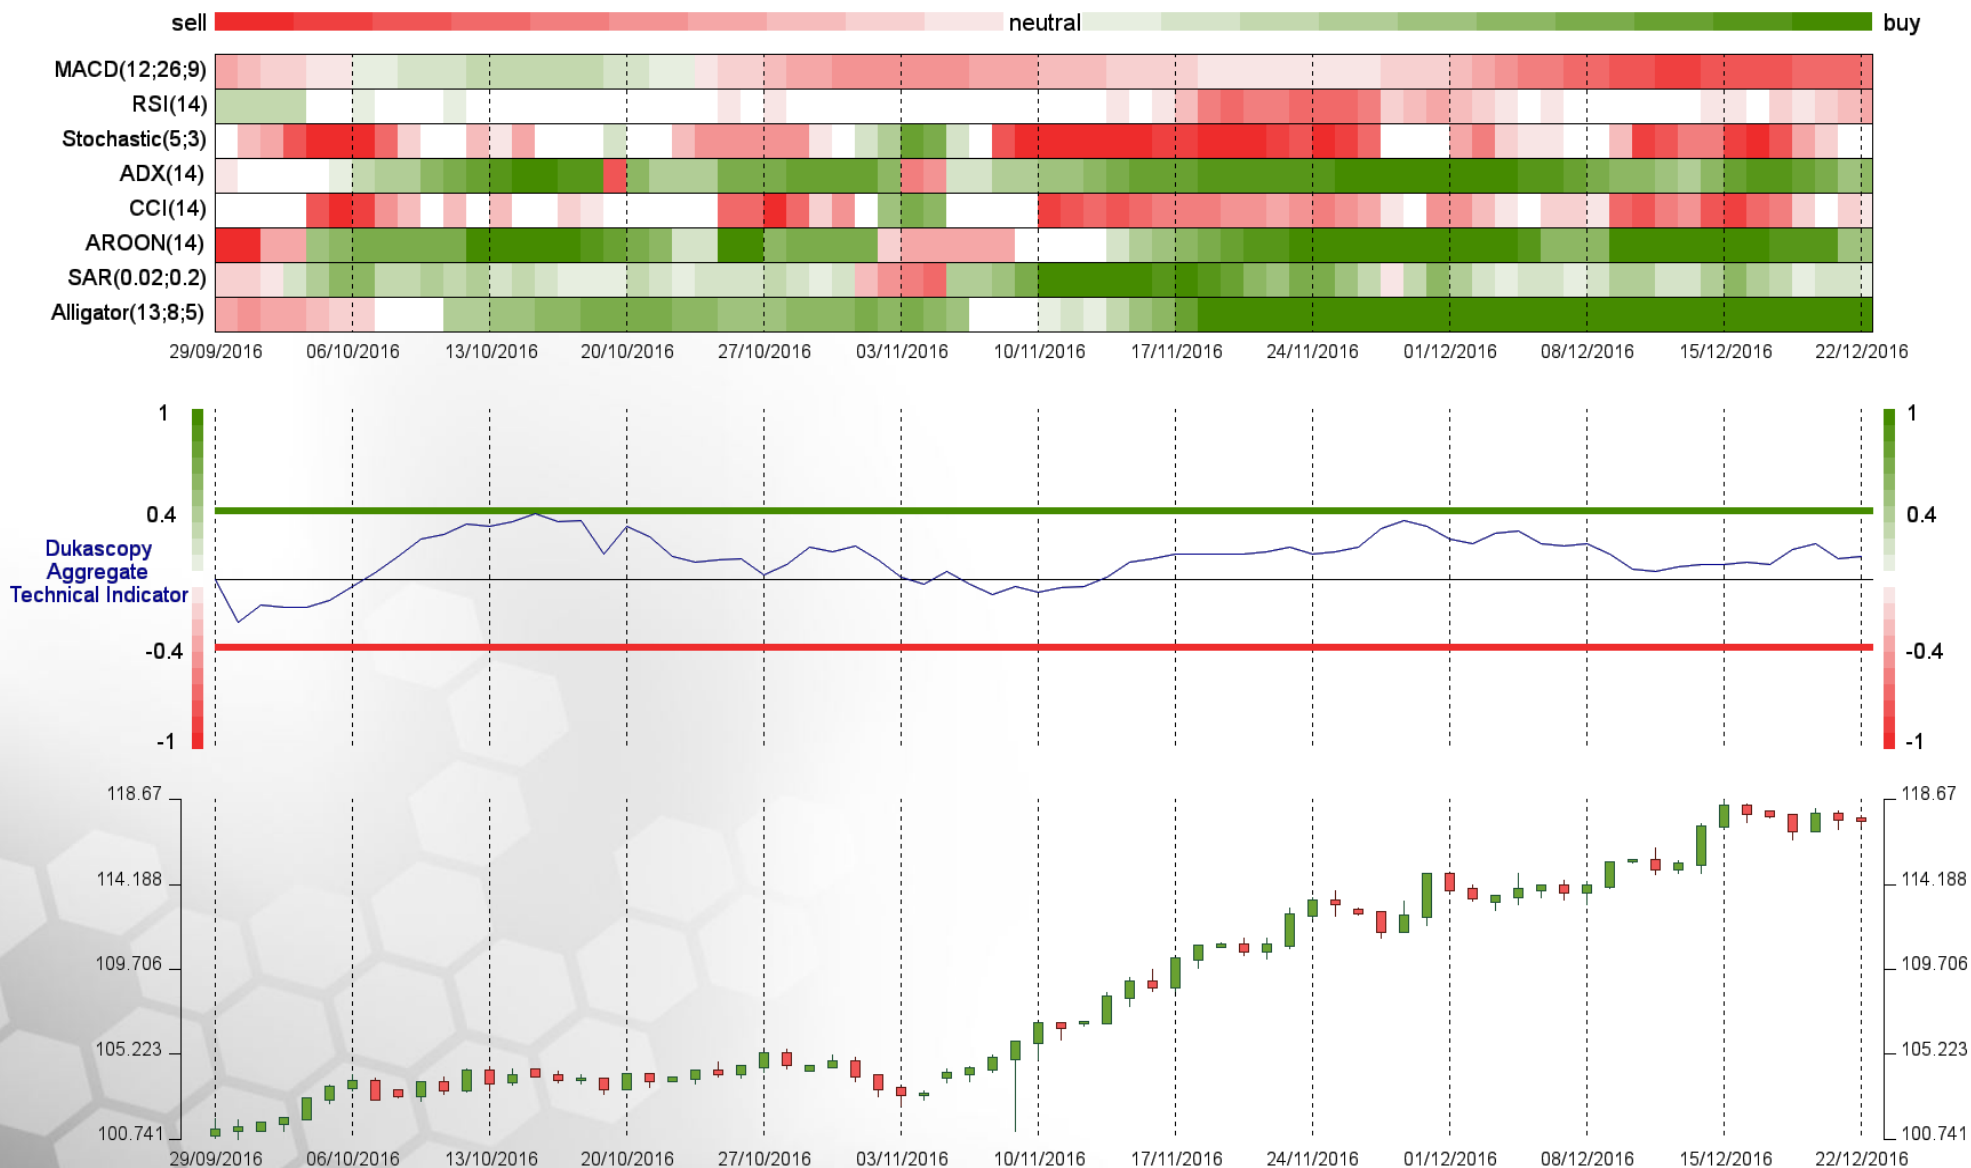 sell neutral buy
MACD(12;26;9)
RSI(14)
Stochastic(5;3)
ADX(14)
CCI(14)
AROON(14)
SAR(0.02;0.2)
Alligator(13;8;5)
29/09/2016 06/10/2016 13/10/2016 20/10/2016 27/10/2016 03/11/2016 10/11/2016 17/11/2016 24/11/2016 01/12/2016 08/12/2016 15/12/2016 22/12/2016
1 1
0.4 0.4
Dukascopy
Aggregate
Technical Indicator
-0.4 -0.4
-1 -1
118.67 118.67
114.188 114.188
109.706 109.706
105.223 105.223
100.741 100.741
29/09/2016 06/10/2016 13/10/2016 20/10/2016 27/10/2016 03/11/2016 10/11/2016 17/11/2016 24/11/2016 01/12/2016 08/12/2016 15/12/2016 22/12/2016